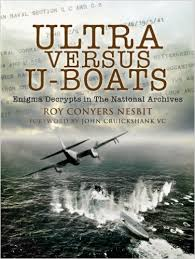 ULTRA
VERSUS
U-BOATS
Enigma Decrypts in The National Archives
ROY CONYERS NESBIT
FOREWORD BY JOHN CRUICKSHANK VC